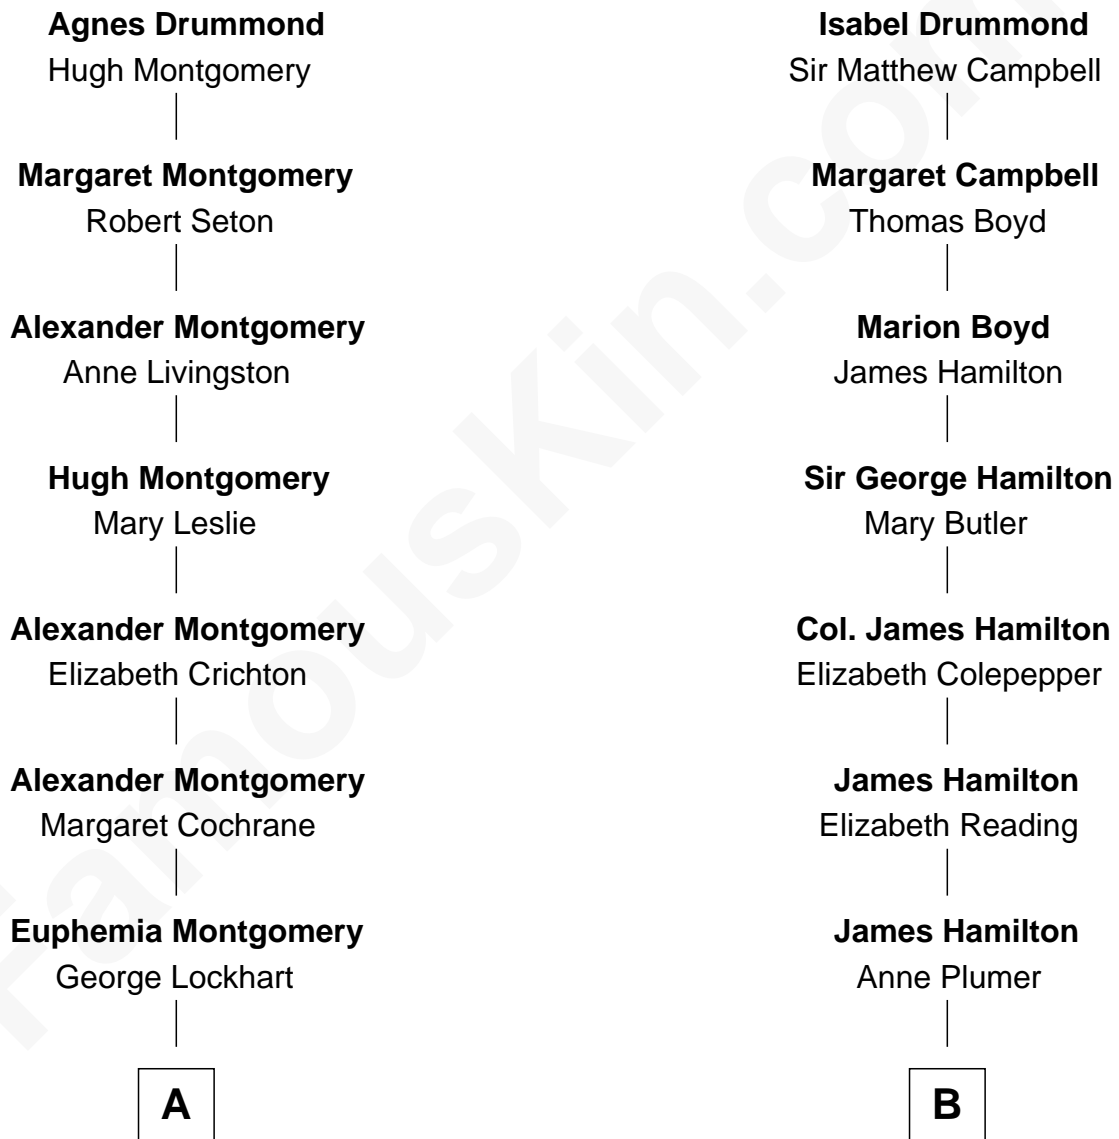 Agnes Drummond
Hugh Montgomery
Margaret Montgomery
Robert Seton
Alexander Montgomery
Anne Livingston
Hugh Montgomery
Mary Leslie
Alexander Montgomery
Elizabeth Crichton
Alexander Montgomery
Margaret Cochrane
Euphemia Montgomery
George Lockhart
A
Isabel Drummond
Sir Matthew Campbell
Margaret Campbell
Thomas Boyd
Marion Boyd
James Hamilton
Sir George Hamilton
Mary Butler
Col. James Hamilton
Elizabeth Colepepper
James Hamilton
Elizabeth Reading
James Hamilton
Anne Plumer
B
FamousKin.com